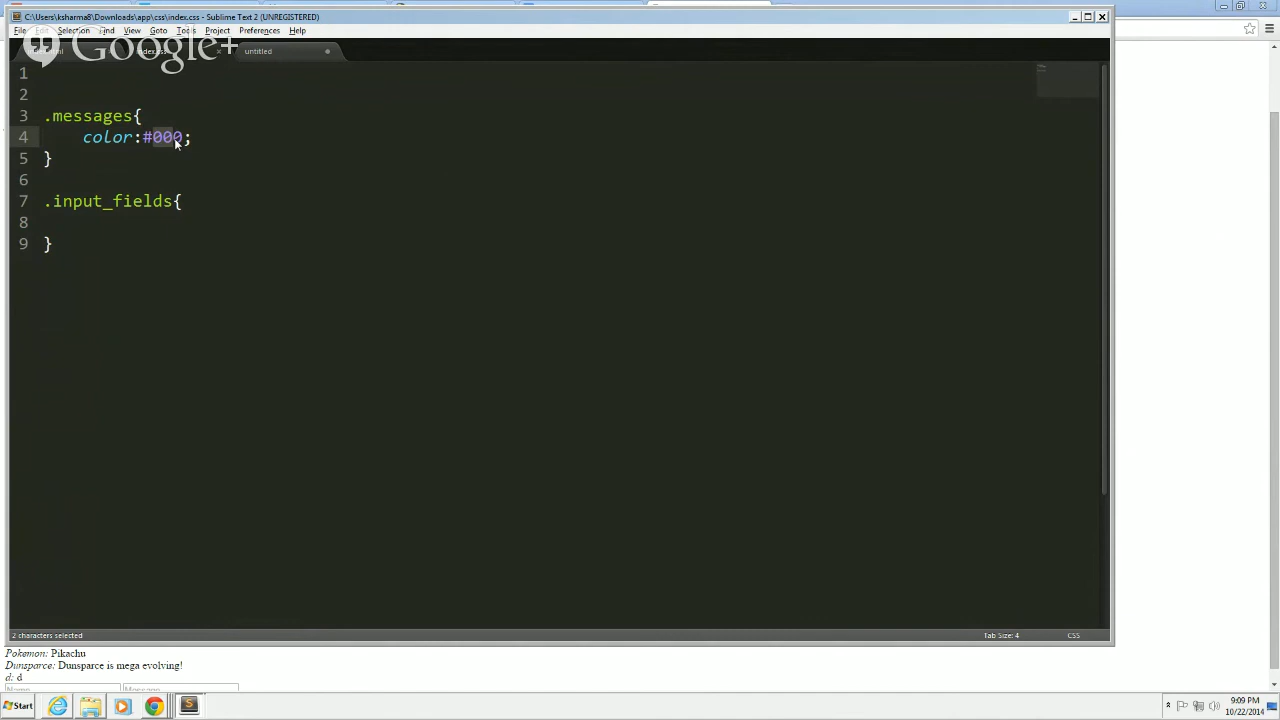 C:\Users\ksharma8\Downloads\app\css\index.css - Sublime Text 2 (UNREGISTERED)
File Edit Selection Find View Goto Tools Project Preferences Help
Google+
untitled
1
2
3 .messages{
4 color:#000;
5 }
6
7 .input_fields{
8
9 }
2 characters selected Tab Size: 4 CSS
Pokemon: Pikachu
Dunsparce: Dunsparce is mega evolving!
d: d
Name Message
Start 9:09 PM
10/22/2014